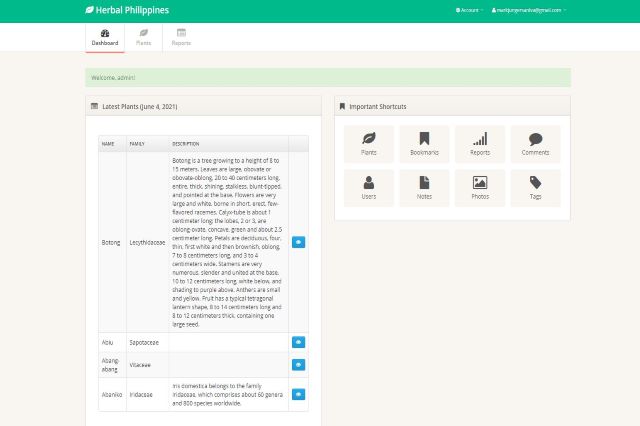 Herbal Philippines
Account
Dashboard
Plants
Reports
Welcome, admin!
Latest Plants (June 4, 2021)
NAME FAMILY DESCRIPTION
Botong Lecythidaceae
Botong is a tree growing to a height of 8 to
15 meters. Leaves are large, obovate or
obovate-oblong, 20 to 40 centimeters long,
entire, thick, shining, stalkless, blunt-tipped,
and pointed at the base. Flowers are very
large and white, borne in short, erect, few-
flavored racemes. Calyx-tube is about 1
centimeter long; the lobes, 2 or 3, are
oblong-ovate, concave, green and about 2.5
centimeter long. Petals are deciduous, four,
thin, first white and then brownish, oblong,
7 to 8 centimeters long, and 3 to 4
centimeters wide. Stamens are very
numerous, slender and united at the base,
10 to 12 centimeters long, white below, and
shading to purple above. Anthers are small
and yellow. Fruit has a typical tetragonal
lantern shape, 8 to 14 centimeters long and
8 to 12 centimeters thick, containing one
large seed.
Abiu Sapotaceae
Abang-
abang
Vitaceae
Abaniko Iridaceae
Iris domestica belongs to the family
Iridaceae, which comprises about 60 genera
and 800 species worldwide.
Important Shortcuts
Plants Bookmarks Reports Comments
Users Notes Photos Tags